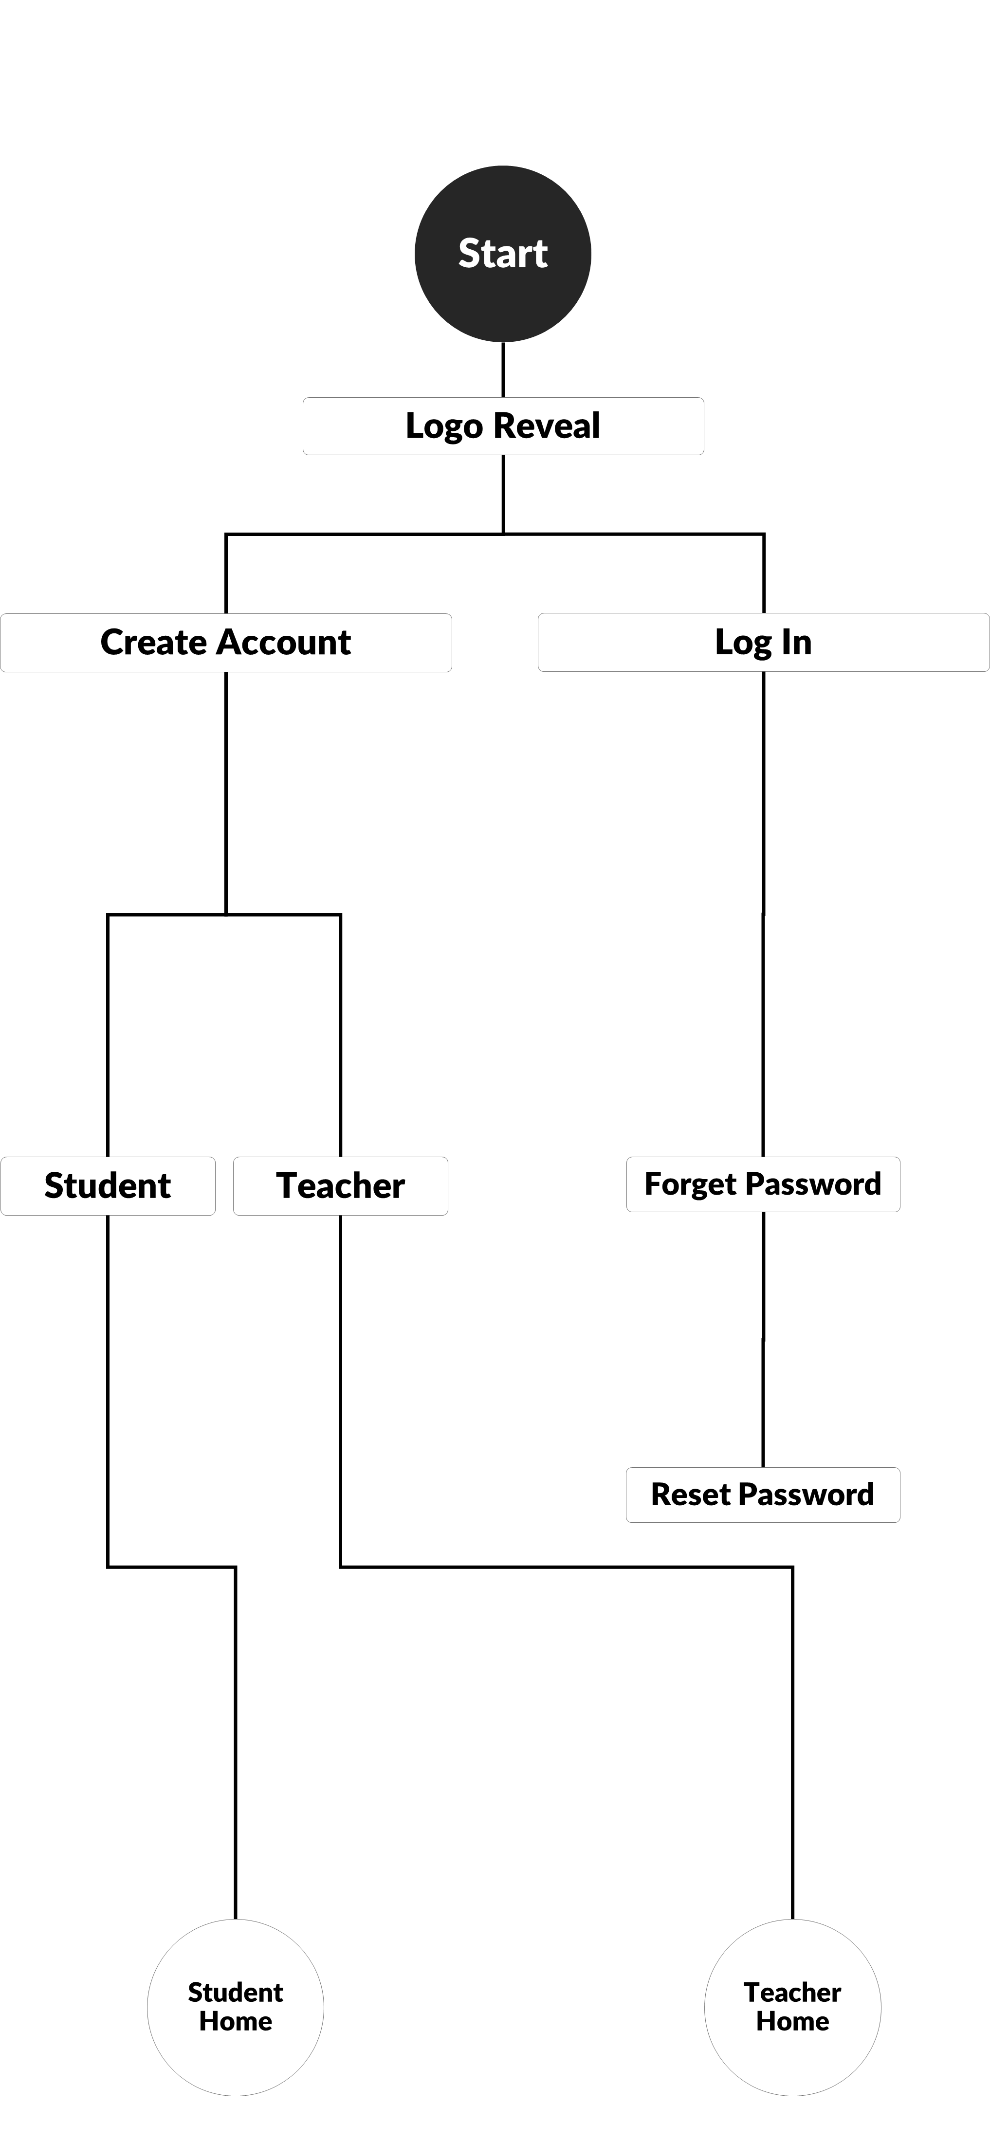 Start
Logo Reveal
Create Account
Log In
Student
Teacher
Forget Password
Reset Password
Student
Home
Teacher
Home